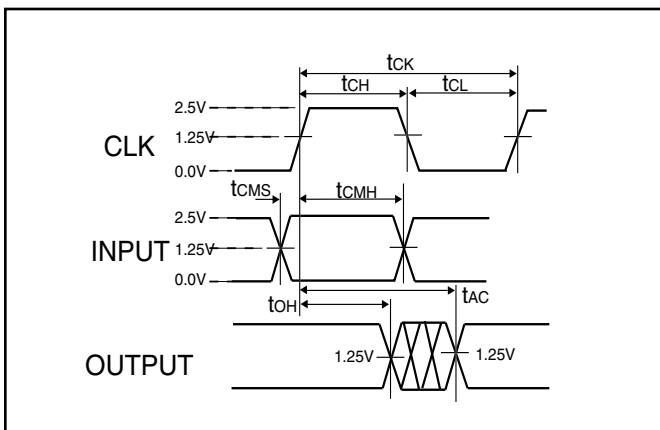 tCK
tCH tCL
2.5V
CLK 1.25V
0.0V
tCMS tCMH
2.5V
INPUT 1.25V
0.0V
tOH tAC
OUTPUT 1.25V 1.25V